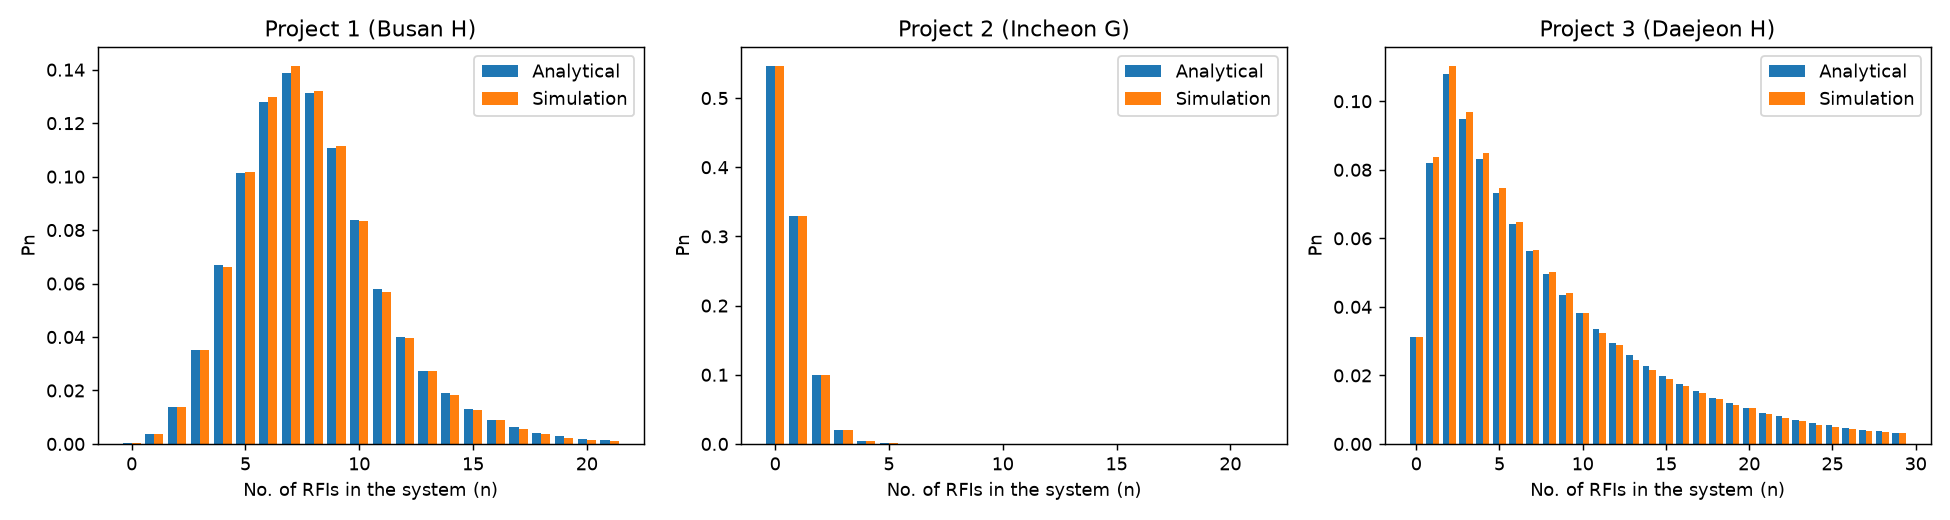 Project 1 (Busan H)
Pn
0.00
0.02
0.04
0.06
0.08
0.10
0.12
0.14
0 5 10 15 20
No. of RFIs in the system (n)
Analytical
Simulation
Project 2 (Incheon G)
Pn
0.0
0.1
0.2
0.3
0.4
0.5
0 5 10 15 20
No. of RFIs in the system (n)
Analytical
Simulation
Project 3 (Daejeon H)
Pn
0.00
0.02
0.04
0.06
0.08
0.10
0 5 10 15 20 25 30
No. of RFIs in the system (n)
Analytical
Simulation